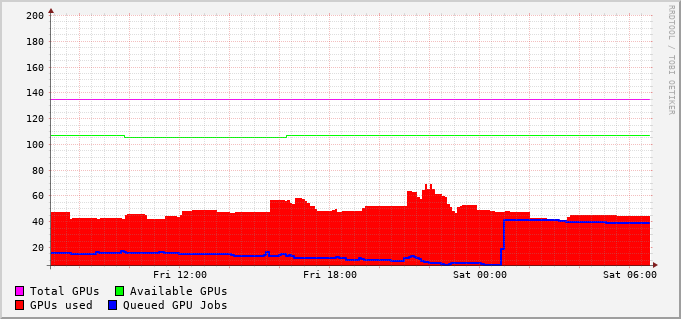 RRDTOOL / TOBI OETIKER
200
180
160
140
120
100
80
60
40
20
Fri 12:00 Fri 18:00 Sat 00:00 Sat 06:00
Total GPUs Available GPUs
GPUs used Queued GPU Jobs